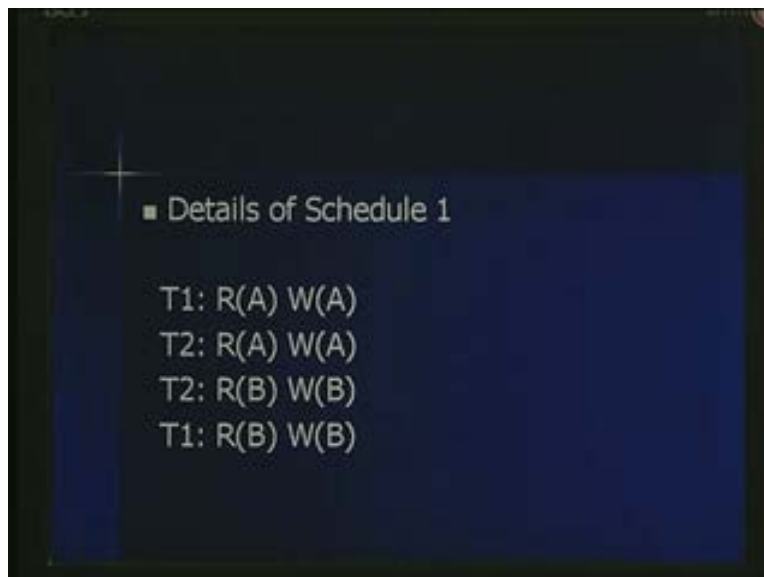 Details of Schedule 1
T1: R(A) W(A)
T2: R(A) W(A)
T2: R(B) W(B)
T1: R(B) W(B)